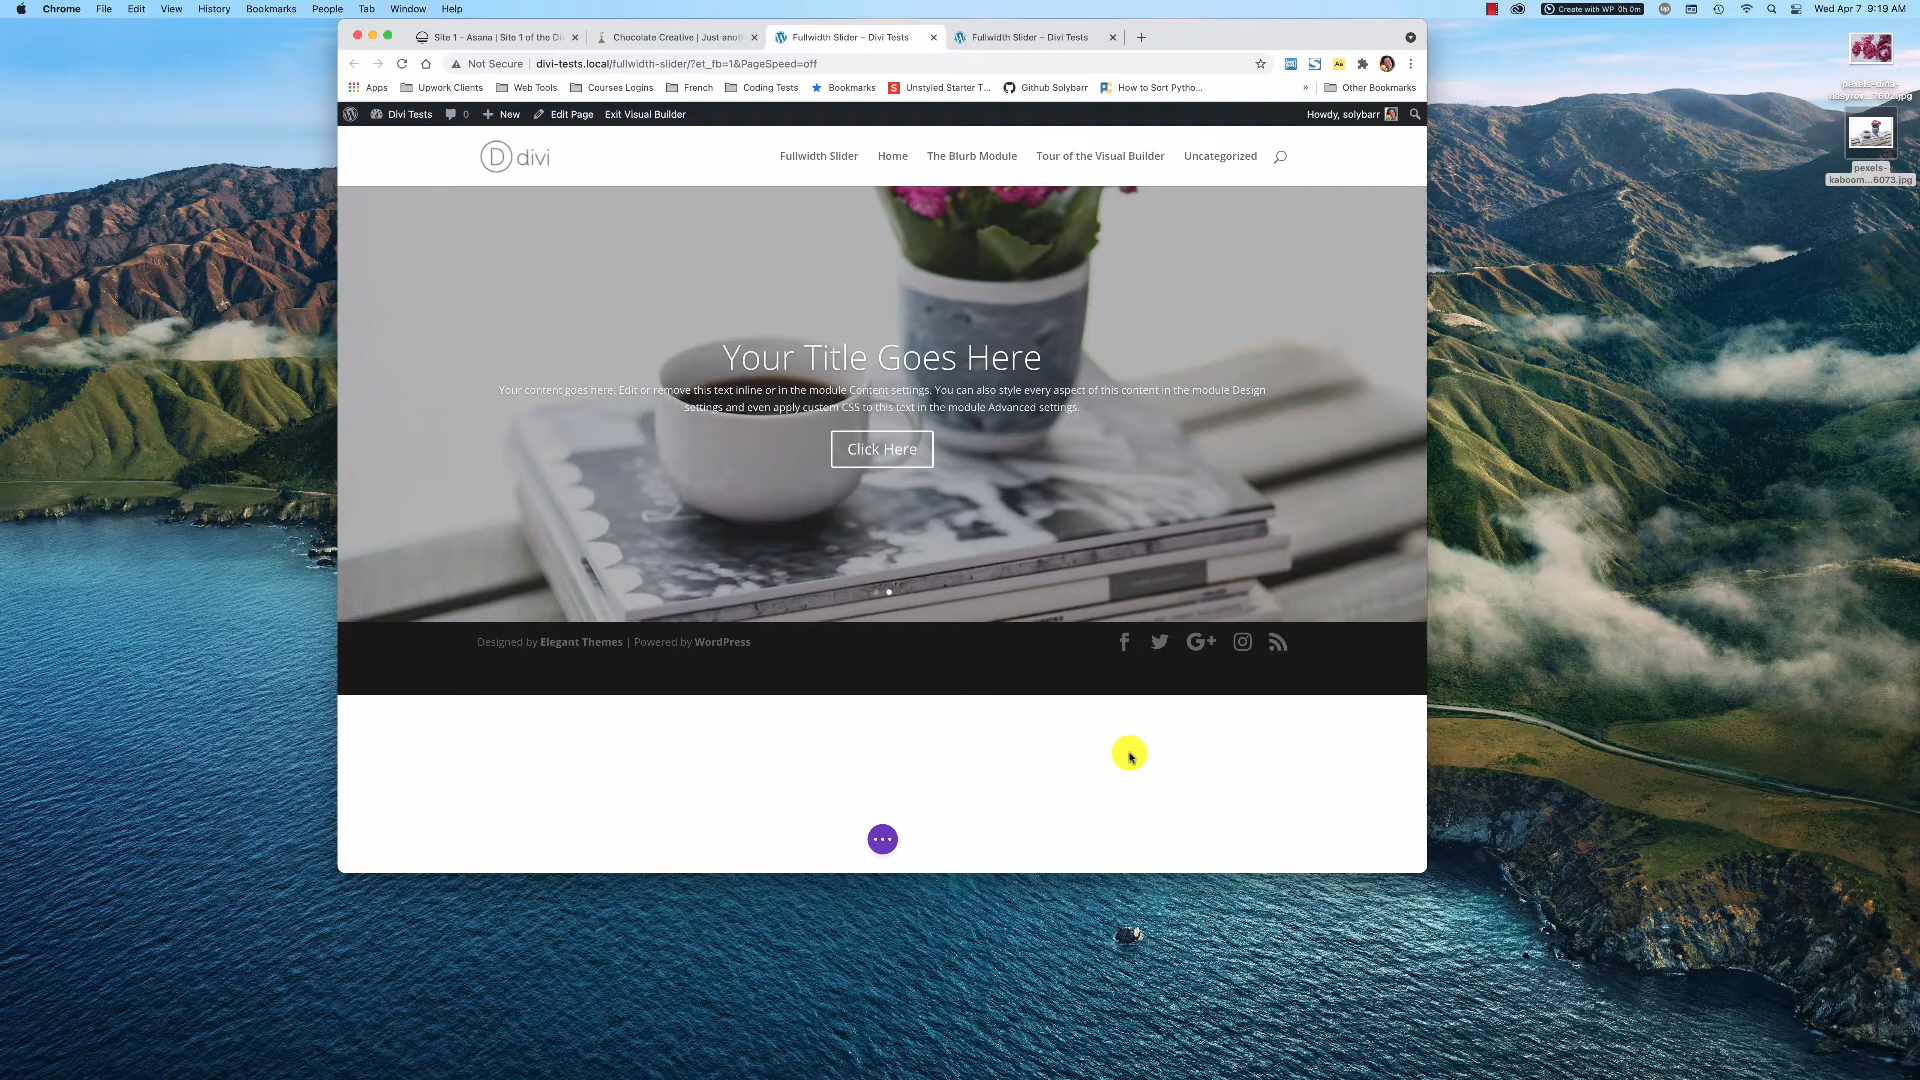 Chrome File Edit View History Bookmarks People Tab Window Help
Create with WP 0h 0m
Wed Apr 7 9:19 AM
Site 1 - Asana | Site 1 of the Di
Chocolate Creative | Just anoth
Fullwidth Slider – Divi Tests
Fullwidth Slider – Divi Tests
Not Secure divi-tests.local/fullwidth-slider/?et_fb=1&PageSpeed=off
Apps Upwork Clients Web Tools Courses Logins French Coding Tests Bookmarks Unstyled Starter T... Github Solybarr How to Sort Pytho... » Other Bookmarks
Divi Tests 0 New Edit Page Exit Visual Builder Howdy, solybarr
D divi
Fullwidth Slider Home The Blurb Module Tour of the Visual Builder Uncategorized
Your Title Goes Here
Your content goes here. Edit or remove this text inline or in the module Content settings. You can also style every aspect of this content in the module Design
settings and even apply custom CSS to this text in the module Advanced settings.
Click Here
Designed by Elegant Themes | Powered by WordPress
pexels-
kaboom...6073.jpg